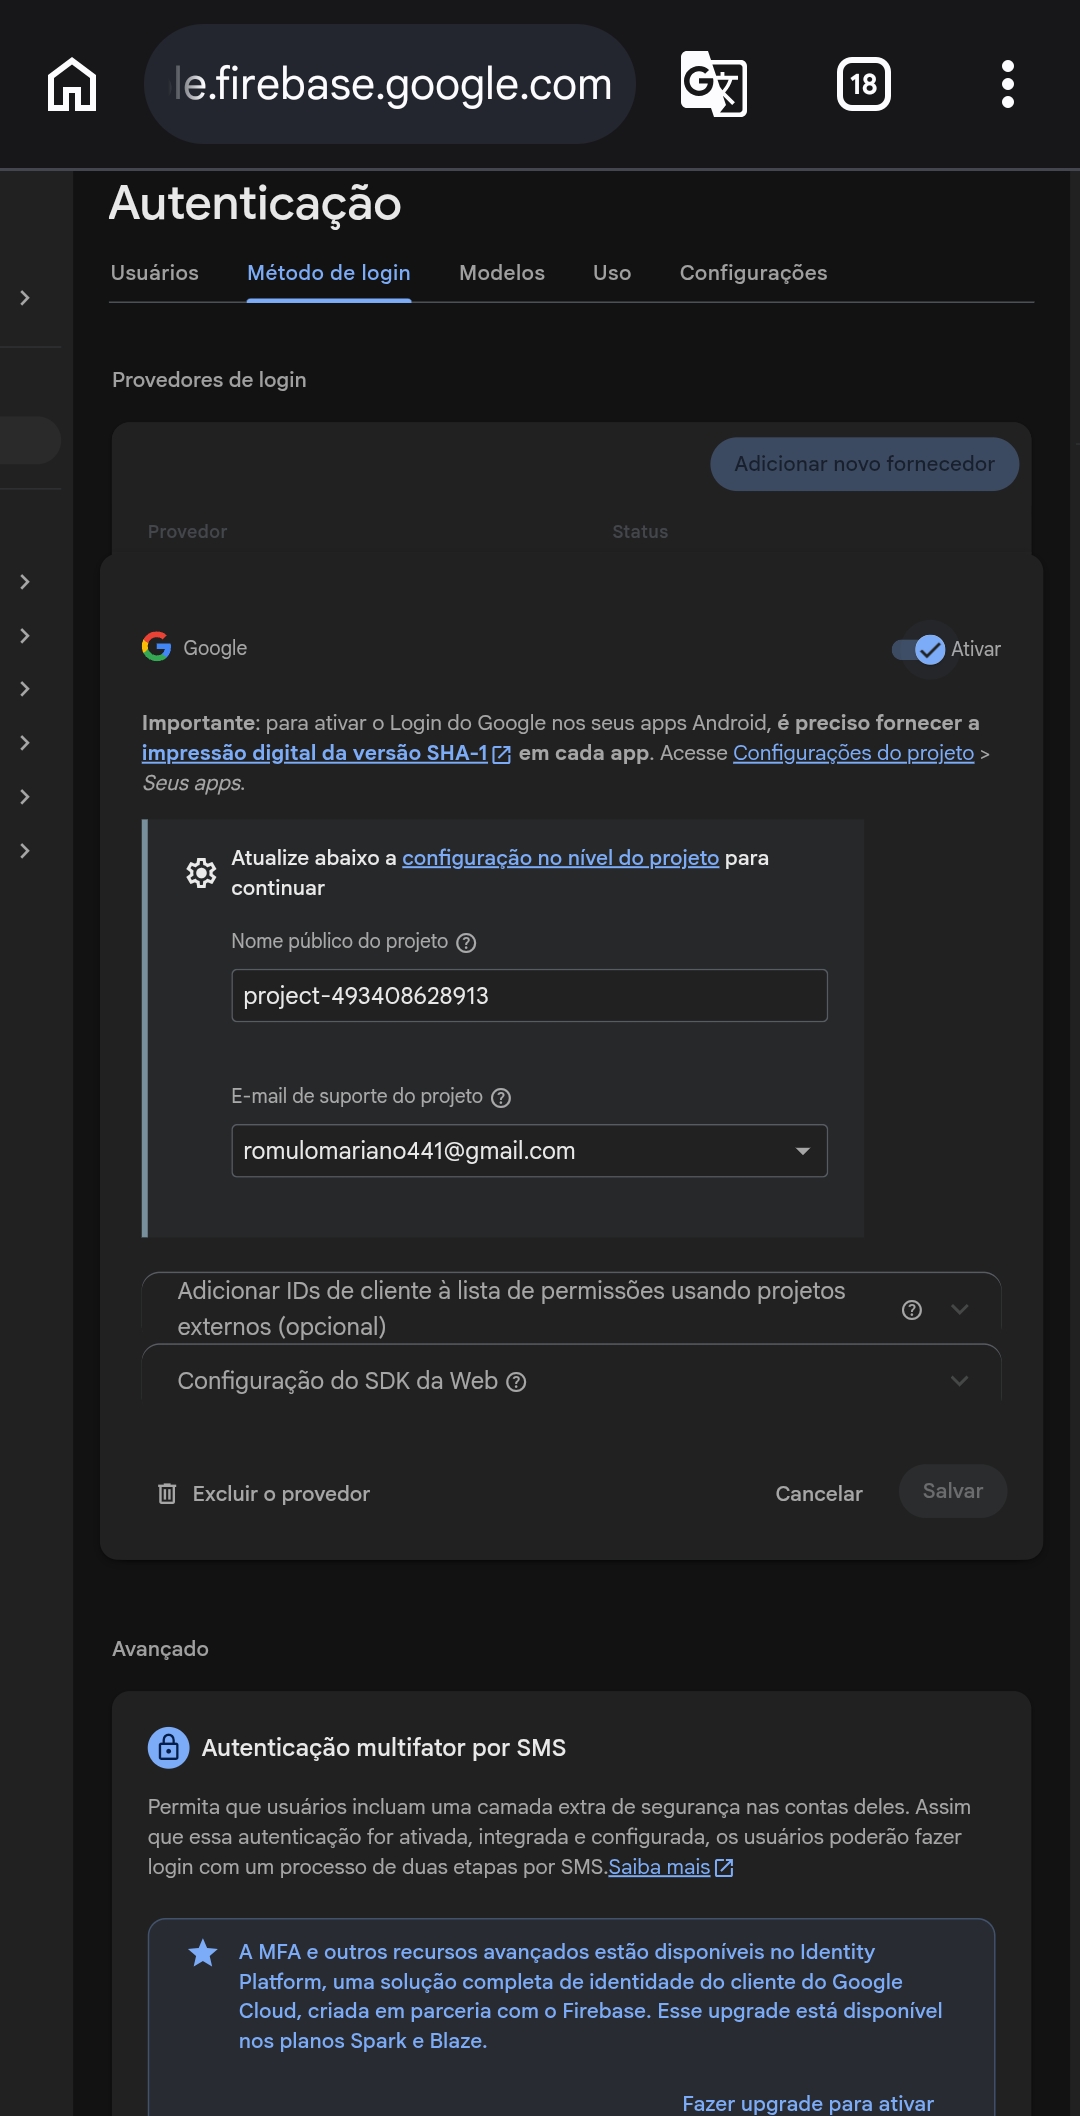 le.firebase.google.com
18
Autenticação
Usuários Método de login Modelos Uso Configurações
Provedores de login
Adicionar novo fornecedor
Provedor Status
Google Ativar
Importante: para ativar o Login do Google nos seus apps Android, é preciso fornecer a
impressão digital da versão SHA-1 em cada app. Acesse Configurações do projeto >
Seus apps.
Atualize abaixo a configuração no nível do projeto para
continuar
Nome público do projeto
project-493408628913
E-mail de suporte do projeto
romulomariano441@gmail.com
Adicionar IDs de cliente à lista de permissões usando projetos
externos (opcional)
Configuração do SDK da Web
Excluir o provedor Cancelar Salvar
Avançado
Autenticação multifator por SMS
Permita que usuários incluam uma camada extra de segurança nas contas deles. Assim
que essa autenticação for ativada, integrada e configurada, os usuários poderão fazer
login com um processo de duas etapas por SMS.Saiba mais
A MFA e outros recursos avançados estão disponíveis no Identity
Platform, uma solução completa de identidade do cliente do Google
Cloud, criada em parceria com o Firebase. Esse upgrade está disponível
nos planos Spark e Blaze.
Fazer upgrade para ativar